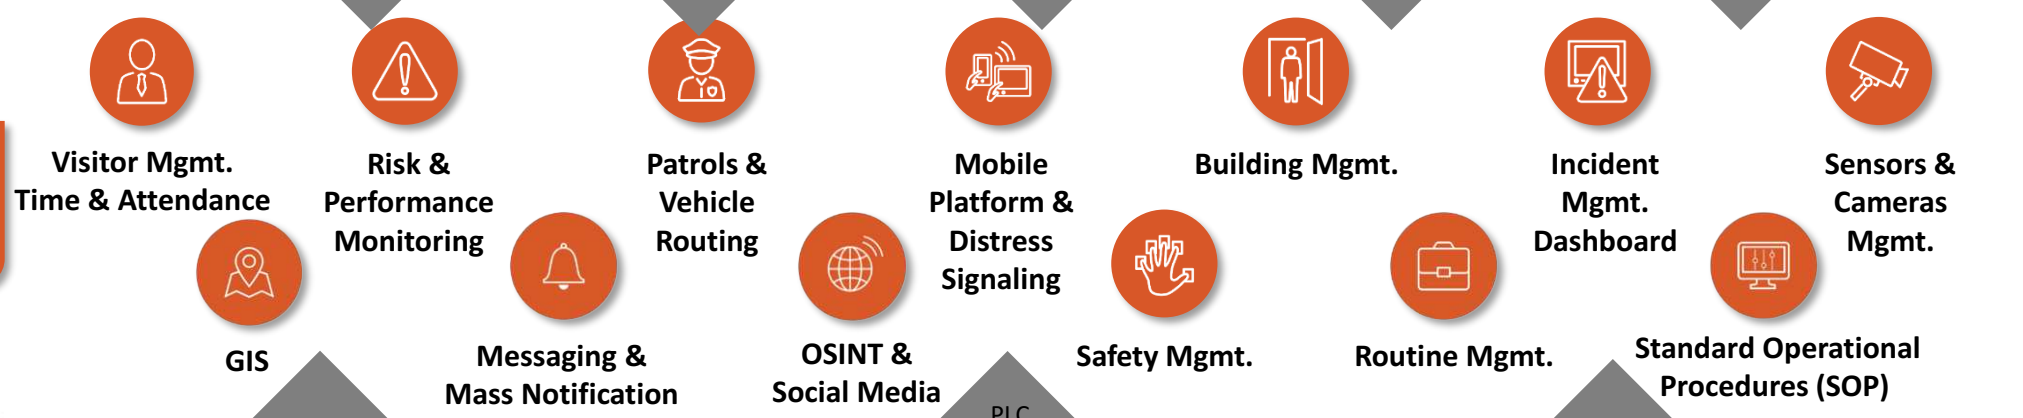 Visitor Mgmt.
Time & Attendance
Risk &
Performance
Monitoring
Patrols &
Vehicle
Routing
Mobile
Platform &
Distress
Signaling
Building Mgmt.
Incident
Mgmt.
Dashboard
Sensors &
Cameras
Mgmt.
GIS
Messaging &
Mass Notification
OSINT &
Social Media
Safety Mgmt.
Routine Mgmt.
Standard Operational
Procedures (SOP)
PLC